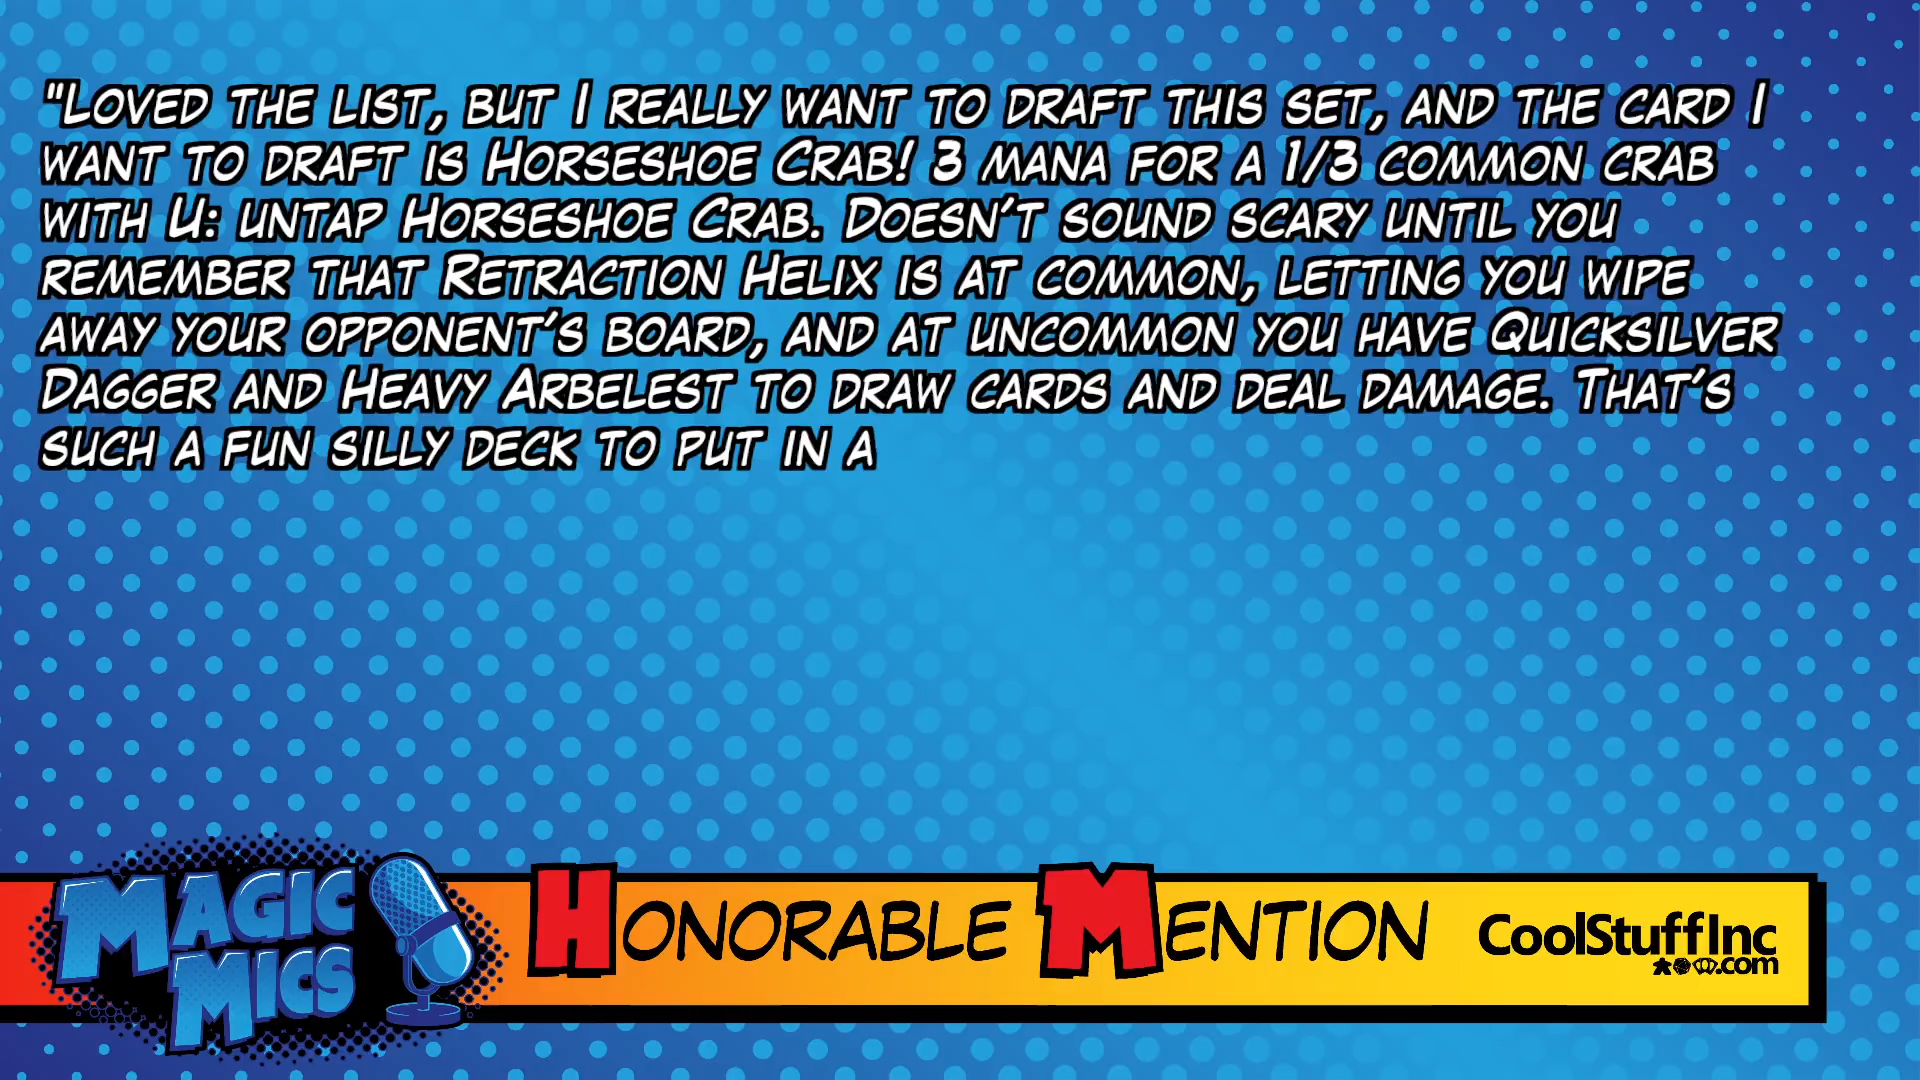 "Loved the list, but I really want to draft this set, and the card I
want to draft is Horseshoe Crab! 3 mana for a 1/3 common crab
with U: untap Horseshoe Crab. Doesn't sound scary until you
remember that Retraction Helix is at common, letting you wipe
away your opponent's board, and at uncommon you have Quicksilver
Dagger and Heavy Arbelest to draw cards and deal damage. That's
such a fun silly deck to put in a
Magic
Mics
Honorable Mention
CoolStuffInc
.com